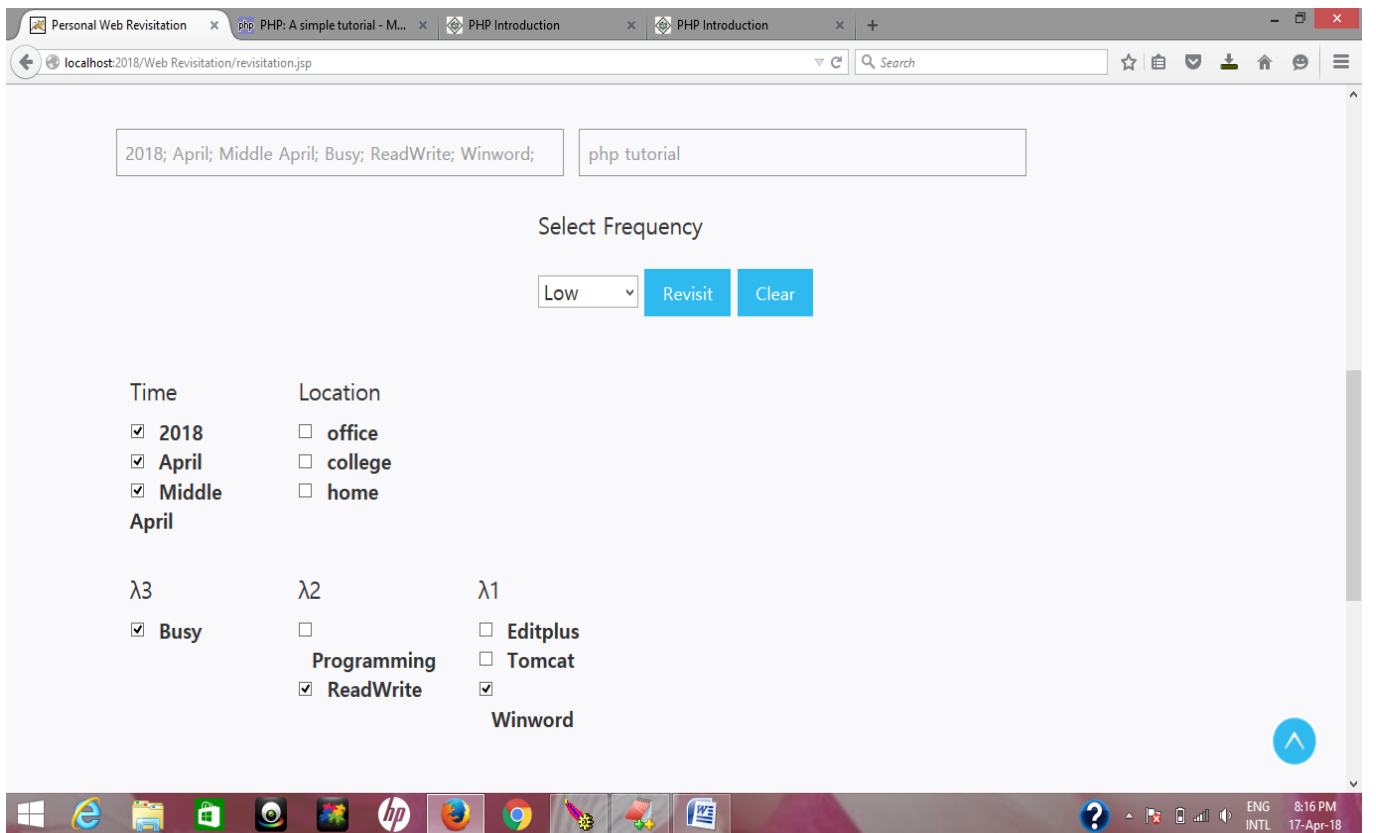 Personal Web Revisitation
php PHP: A simple tutorial - M...
PHP Introduction
PHP Introduction
localhost:2018/Web Revisitation/revisitation.jsp
Search
2018; April; Middle April; Busy; ReadWrite; Winword;
php tutorial
Select Frequency
Low
Revisit
Clear
Time
Location
2018
office
April
college
Middle
home
April
λ3
λ2
λ1
Busy
Editplus
Programming
Tomcat
ReadWrite
Winword
hp
ENG
8:16 PM
INTL
17-Apr-18